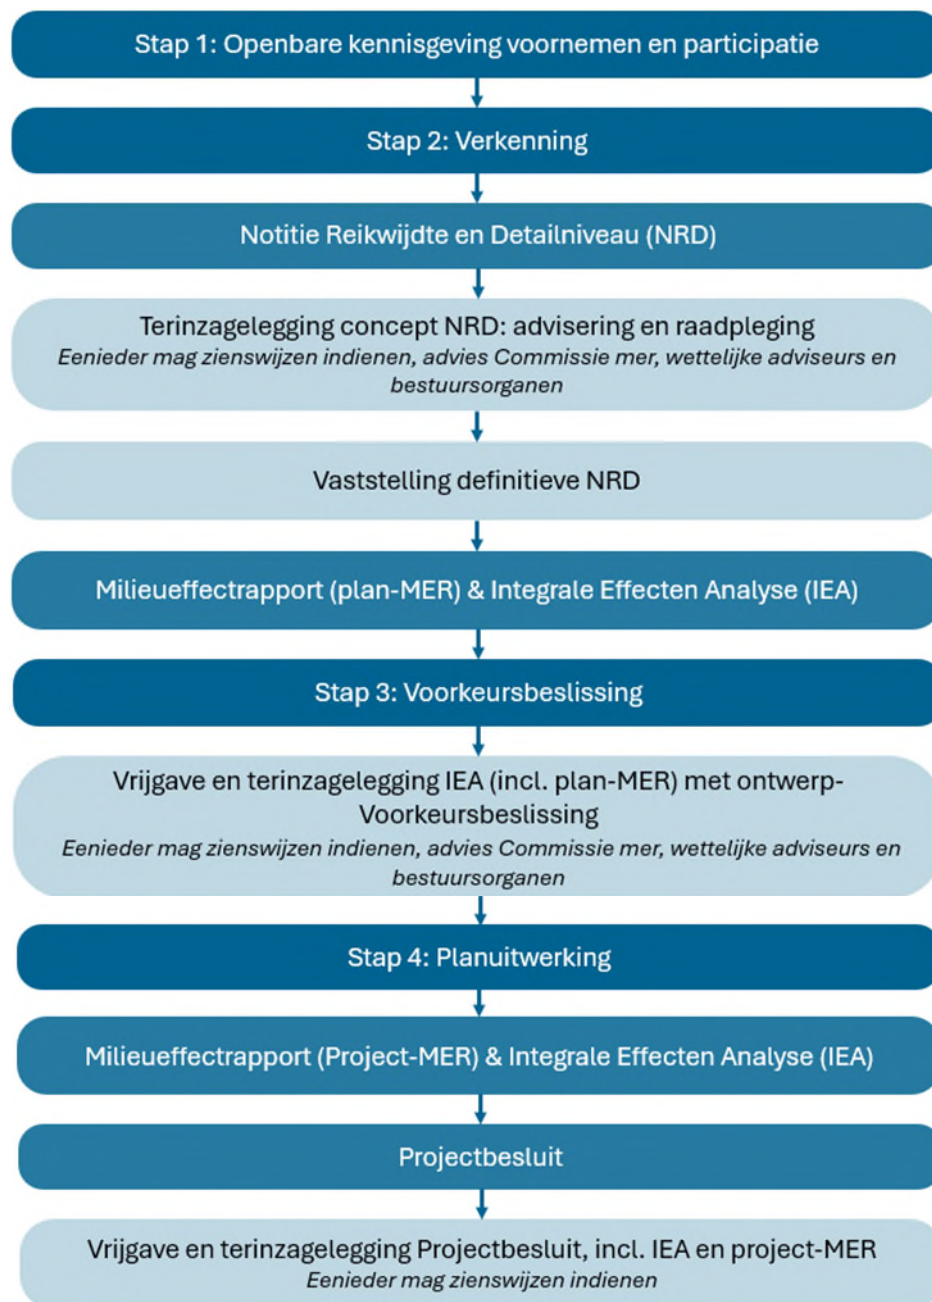 Stap 1: Openbare kennisgeving voornemen en participatie
Stap 2: Verkenning
Notitie Reikwijdte en Detailniveau (NRD)
Terinzagelegging concept NRD: advisering en raadpleging
Eenieder mag zienswijzen indienen, advies Commissie mer, wettelijke adviseurs en
bestuursorganen
Vaststelling definitieve NRD
Milieueffectrapport (plan-MER) & Integrale Effecten Analyse (IEA)
Stap 3: Voorkeursbeslissing
Vrijgave en terinzagelegging IEA (incl. plan-MER) met ontwerp-
Voorkeursbeslissing
Eenieder mag zienswijzen indienen, advies Commissie mer, wettelijke adviseurs en
bestuursorganen
Stap 4: Planuitwerking
Milieueffectrapport (Project-MER) & Integrale Effecten Analyse (IEA)
Projectbesluit
Vrijgave en terinzagelegging Projectbesluit, incl. IEA en project-MER
Eenieder mag zienswijzen indienen